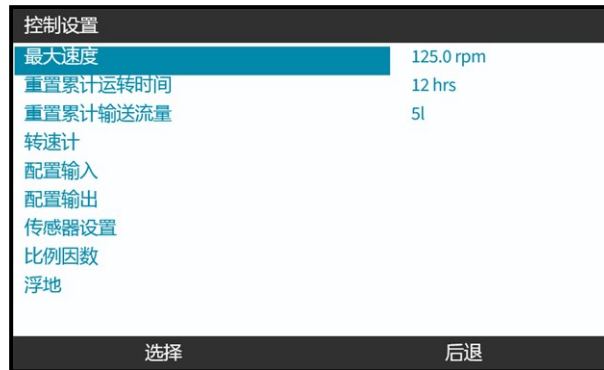 控制设置
最大速度 125.0 rpm
重置累计运转时间 12 hrs
重置累计输送流量 5l
转速计
配置输入
配置输出
传感器设置
比例因数
浮地
选择 后退